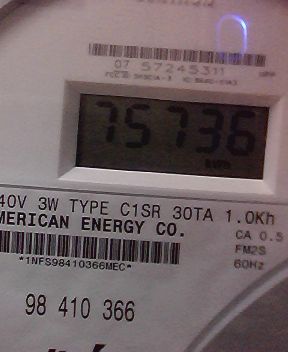 07 57245311
75736
kWh
40V 3W TYPE C1SR 30TA 1.0Kh
MERICAN ENERGY CO.
CA 0.5
FM2S
60Hz
*1NFS98410366MEC*
98 410 366